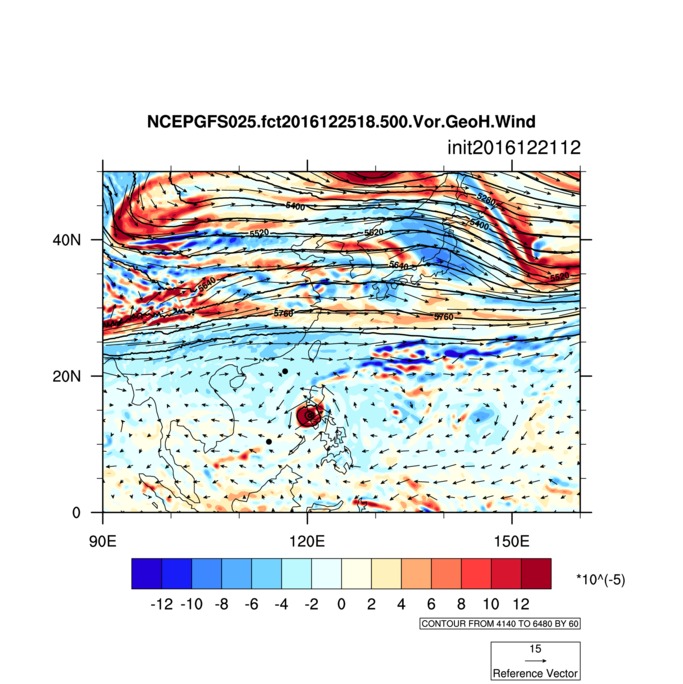 NCEPGFS025.fct2016122518.500.Vor.GeoH.Wind
init2016122112
5280
5400
5400
5520
5520
40N
5640
5640
5520
5760
5760
20N
0
90E 120E 150E
-12 -10 -8 -6 -4 -2 0 2 4 6 8 10 12
*10^(-5)
CONTOUR FROM 4140 TO 6480 BY 60
15
Reference Vector